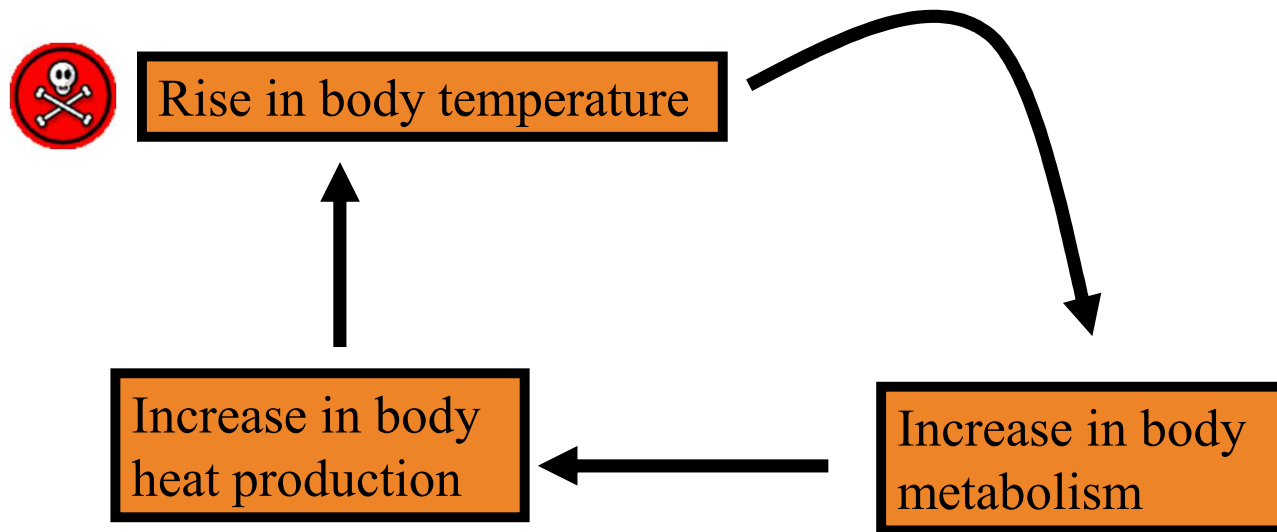 Rise in body temperature
Increase in body
heat production
Increase in body
metabolism